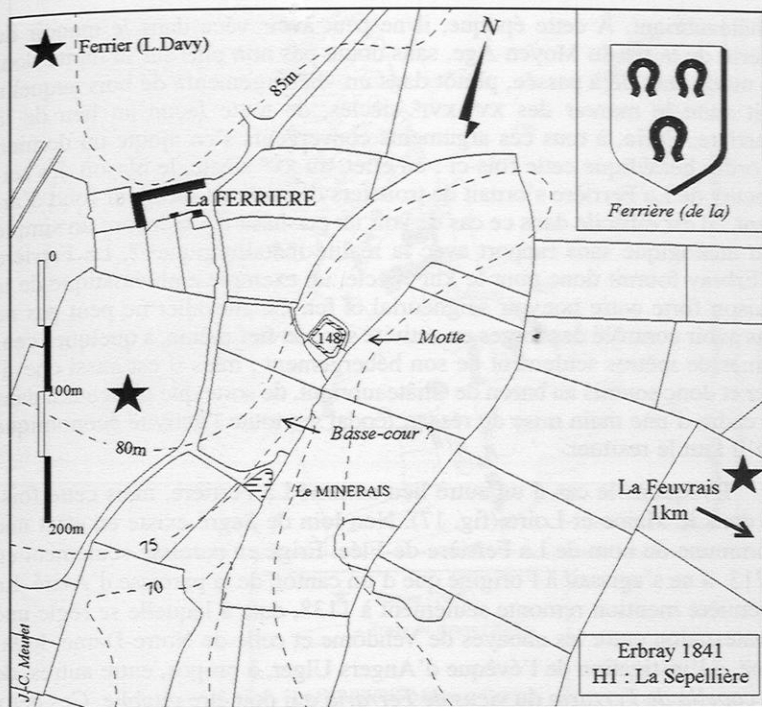 Ferrier (L.Davy)
85m
N
La FERRIERE
Ferrière (de la)
0
148
Motte
100m
80m
Basse-cour ?
Le MINERAIS
La Feuvrais
1km
200m
75
70
J-C. Meuret
Erbray 1841
H1 : La Sepellière